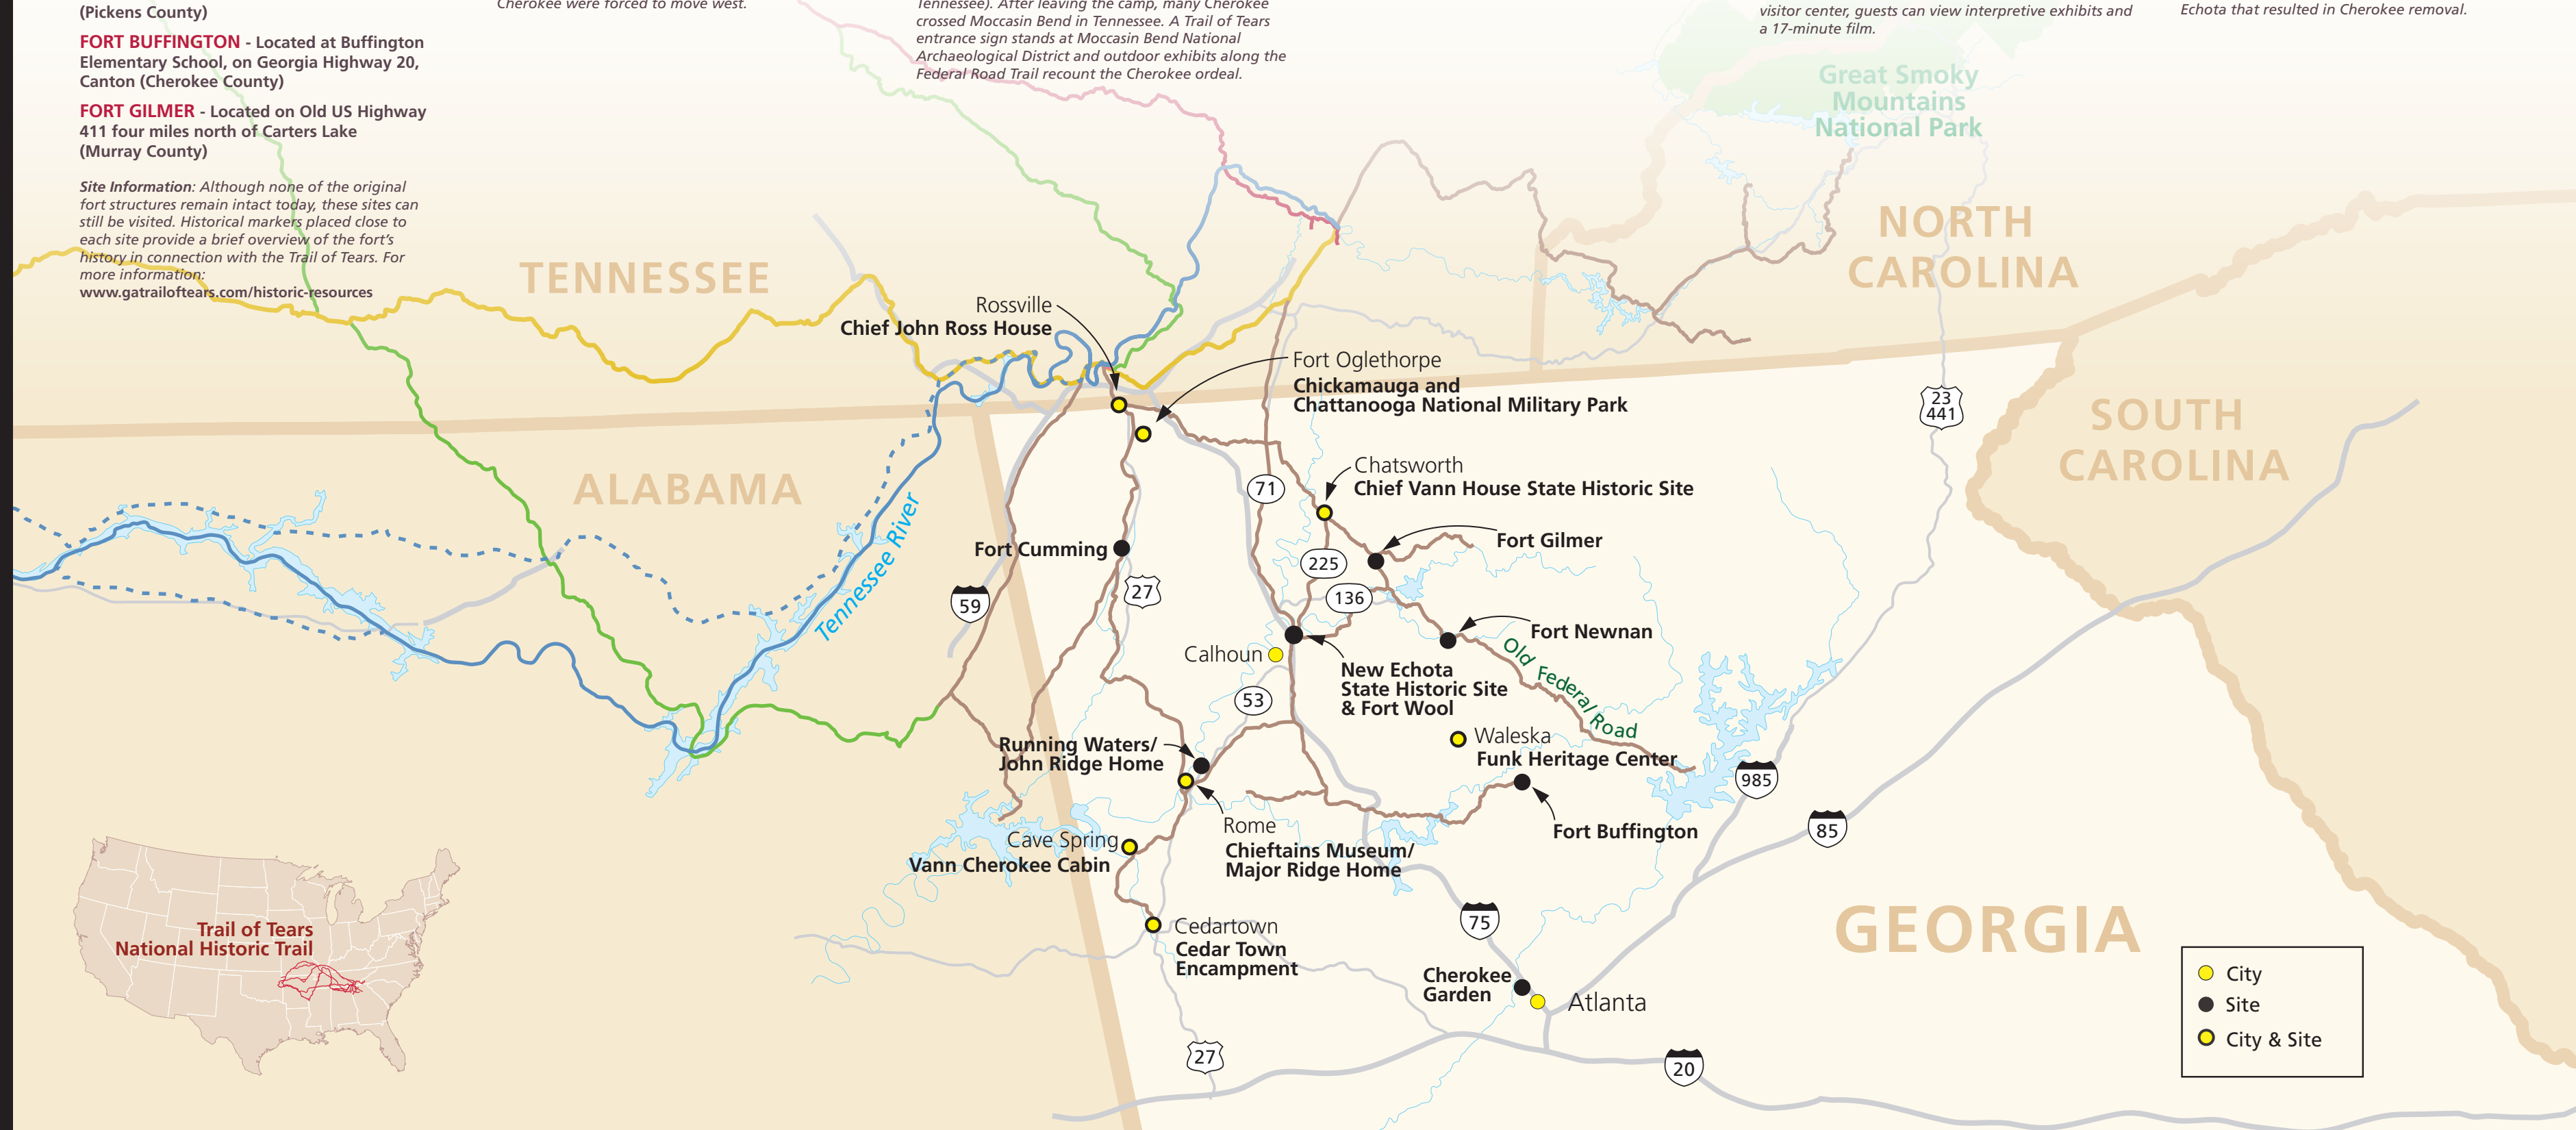 (Pickens County)
FORT BUFFINGTON - Located at Buffington
Elementary School, on Georgia Highway 20,
Canton (Cherokee County)
FORT GILMER - Located on Old US Highway
411 four miles north of Carters Lake
(Murray County)
Site Information: Although none of the original
fort structures remain intact today, these sites can
still be visited. Historical markers placed close to
each site provide a brief overview of the fort's
history in connection with the Trail of Tears. For
more information:
www.gatrailoftears.com/historic-resources
Cherokee were forced to move west.
Tennessee). After leaving the camp, many Cherokee
crossed Moccasin Bend in Tennessee. A Trail of Tears
entrance sign stands at Moccasin Bend National
Archaeological District and outdoor exhibits along the
Federal Road Trail recount the Cherokee ordeal.
visitor center, guests can view interpretive exhibits and
a 17-minute film.
Echota that resulted in Cherokee removal.
Great Smoky
Mountains
National Park
NORTH
CAROLINA
TENNESSEE
Rossville
Chief John Ross House
Fort Oglethorpe
Chickamauga and
Chattanooga National Military Park
23
441
SOUTH
CAROLINA
ALABAMA
71
Chatsworth
Chief Vann House State Historic Site
Tennessee River
Fort Cumming
Fort Gilmer
225
59
27
136
Fort Newnan
Calhoun
New Echota
State Historic Site
& Fort Wool
Old Federal Road
53
Running Waters/
John Ridge Home
Waleska
Funk Heritage Center
985
Rome
Chieftains Museum/
Major Ridge Home
Fort Buffington
85
Cave Spring
Vann Cherokee Cabin
Trail of Tears
National Historic Trail
Cedartown
Cedar Town
Encampment
75
GEORGIA
Cherokee
Garden
Atlanta
27
20
City
Site
City & Site